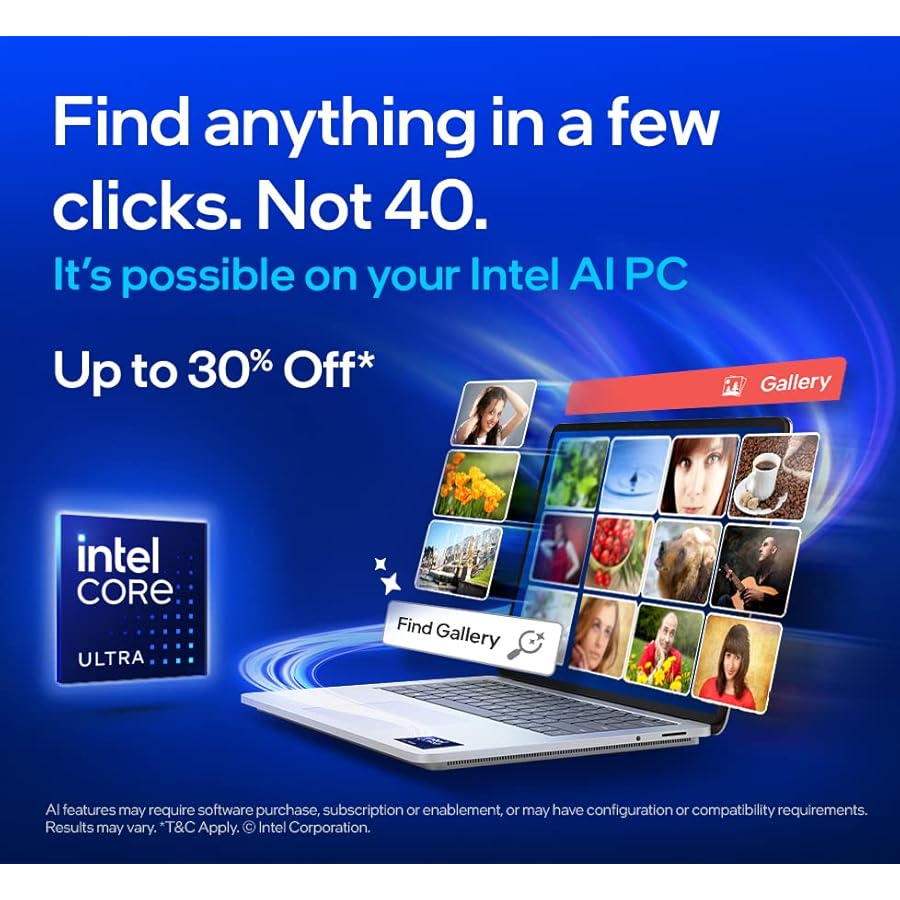 Find anything in a few
clicks. Not 40.
It's possible on your Intel AI PC
Up to 30% Off*
Gallery
intel
CORE
ULTRA
Find Gallery
AI features may require software purchase, subscription or enablement, or may have configuration or compatibility requirements.
Results may vary. *T&C Apply. © Intel Corporation.